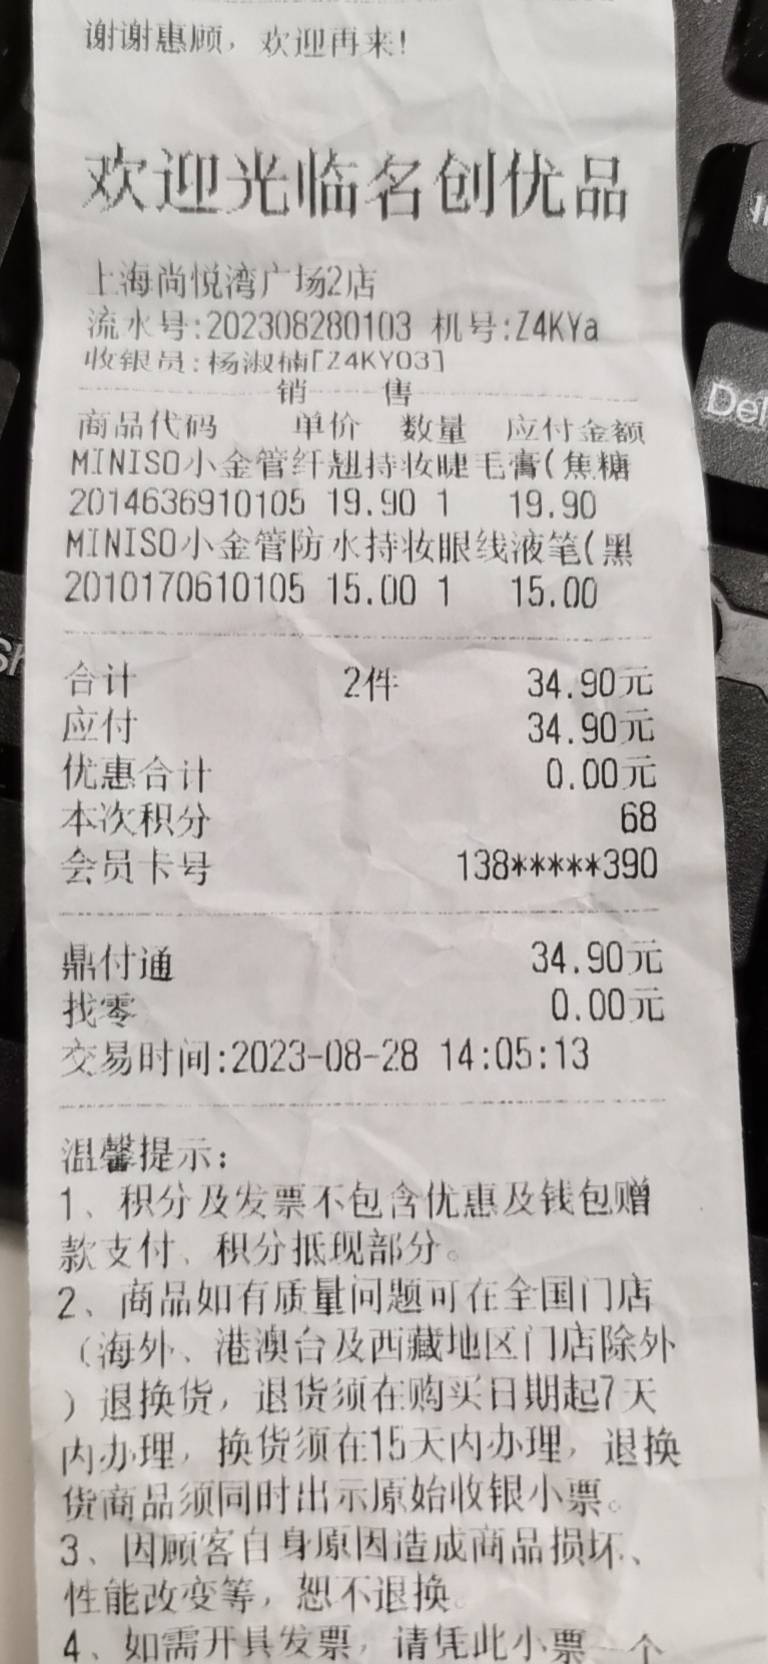 谢谢惠顾，欢迎再来!
欢迎光临名创优品
上海尚悦湾广场2店
流水号:202308280103 机号:Z4KYa
收银员:杨淑楠[Z4KY03]
销 售
商品代码 单价 数量 应付金额
MINISO小金管纤翘持妆睫毛膏(焦糖
2014636910105 19.90 1 19.90
MINISO小金管防水持妆眼线液笔(黑
2010170610105 15.00 1 15.00
合计 2件 34.90元
应付 34.90元
优惠合计 0.00元
本次积分 68
会员卡号 138*****390
鼎付通 34.90元
找零 0.00元
交易时间:2023-08-28 14:05:13
温馨提示:
1、积分及发票不包含优惠及钱包赠
款支付、积分抵现部分。
2、商品如有质量问题可在全国门店
（海外、港澳台及西藏地区门店除外
）退换货，退货须在购买日期起7天
内办理，换货须在15天内办理，退换
货商品须同时出示原始收银小票。
3、因顾客自身原因造成商品损坏、
性能改变等，恕不退换。
4、如需开具发票，请凭此小票一个
Del